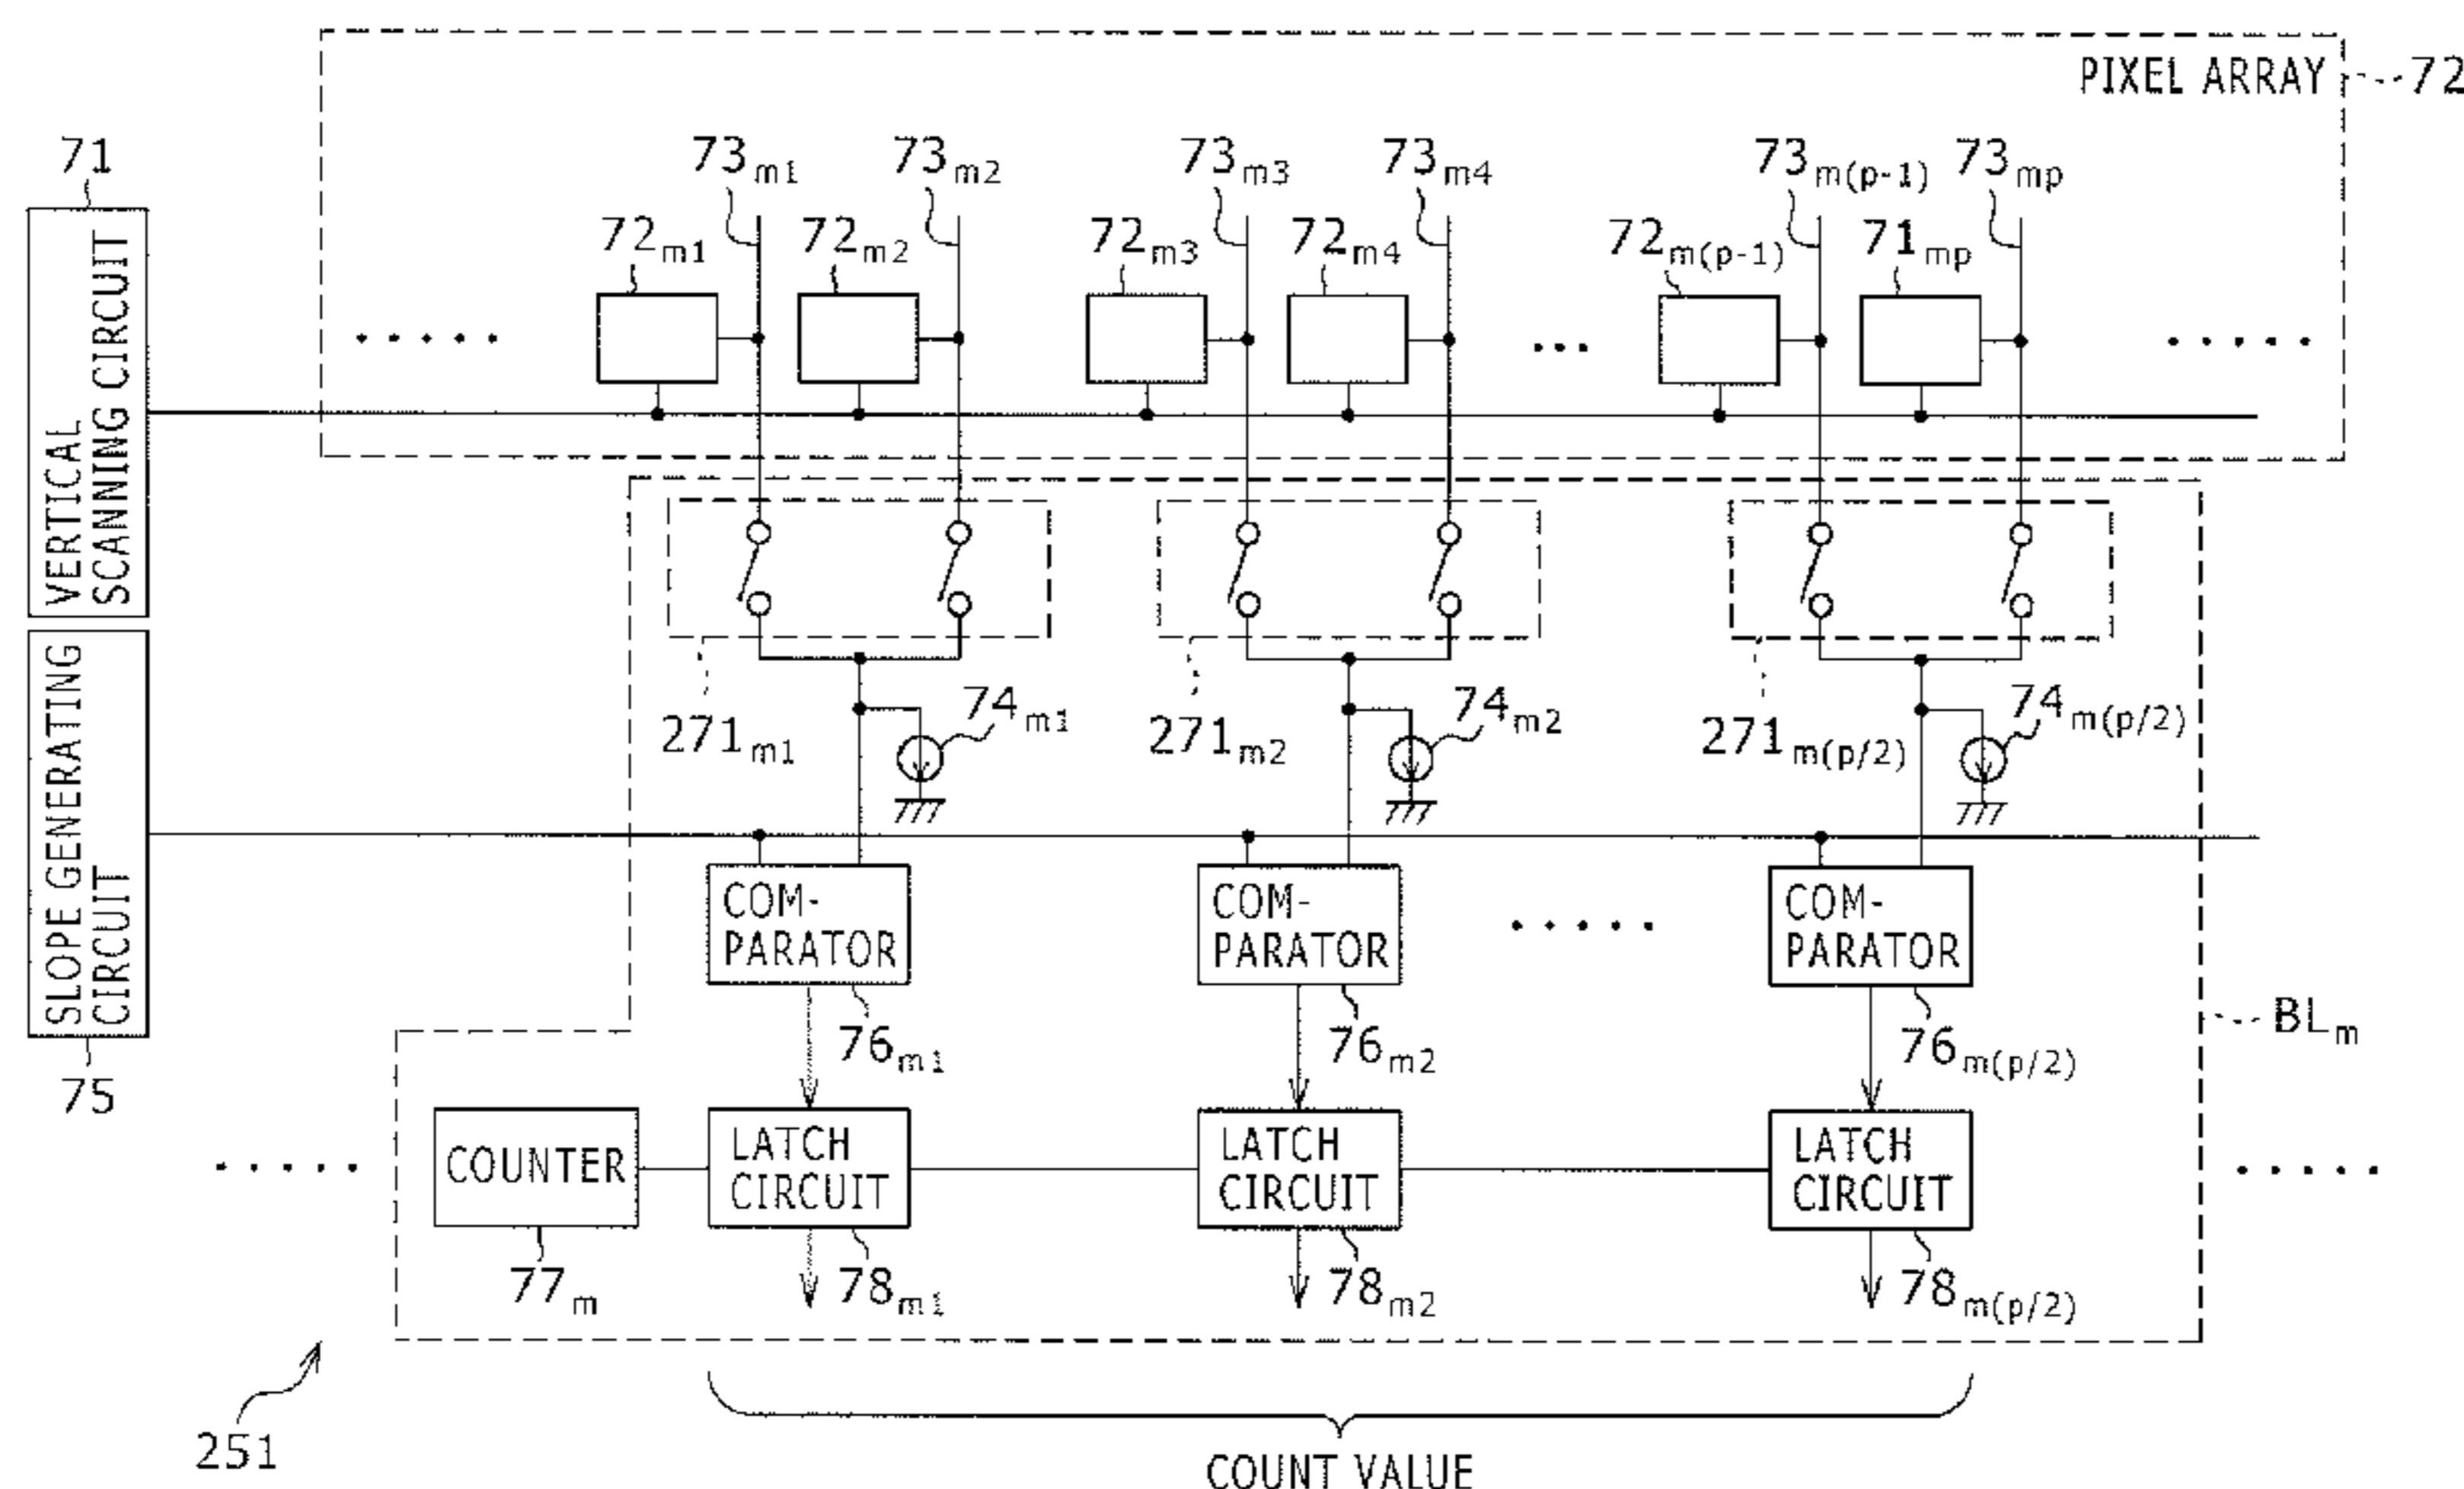 PIXEL ARRAY 72
71
VERTICAL
SCANNING CIRCUIT
73m1 73m2 73m3 73m4 73m(p-1) 73mp
72m1 72m2 72m3 72m4 72m(p-1) 71mp
271m1 74m1 271m2 74m2 271m(p/2) 74m(p/2)
SLOPE GENERATING
CIRCUIT
75
COM-
PARATOR
76m1
COM-
PARATOR
76m2
COM-
PARATOR
76m(p/2)
BLm
COUNTER
77m
LATCH
CIRCUIT
78m1
LATCH
CIRCUIT
78m2
LATCH
CIRCUIT
78m(p/2)
251
COUNT VALUE